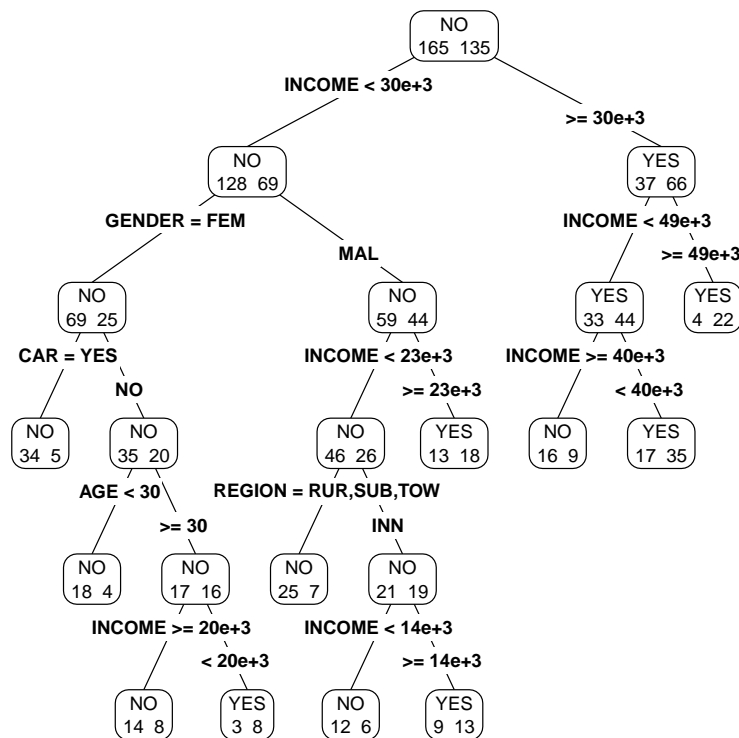 NO
165 135
INCOME < 30e+3
>= 30e+3
NO
128 69
YES
37 66
GENDER = FEM
MAL
INCOME < 49e+3
>= 49e+3
NO
69 25
NO
59 44
YES
33 44
YES
4 22
CAR = YES
NO
INCOME < 23e+3
>= 23e+3
INCOME >= 40e+3
< 40e+3
NO
34 5
NO
35 20
NO
46 26
YES
13 18
NO
16 9
YES
17 35
AGE < 30
>= 30
REGION = RUR,SUB,TOW
INN
NO
18 4
NO
17 16
NO
25 7
NO
21 19
INCOME >= 20e+3
< 20e+3
INCOME < 14e+3
>= 14e+3
NO
14 8
YES
3 8
NO
12 6
YES
9 13